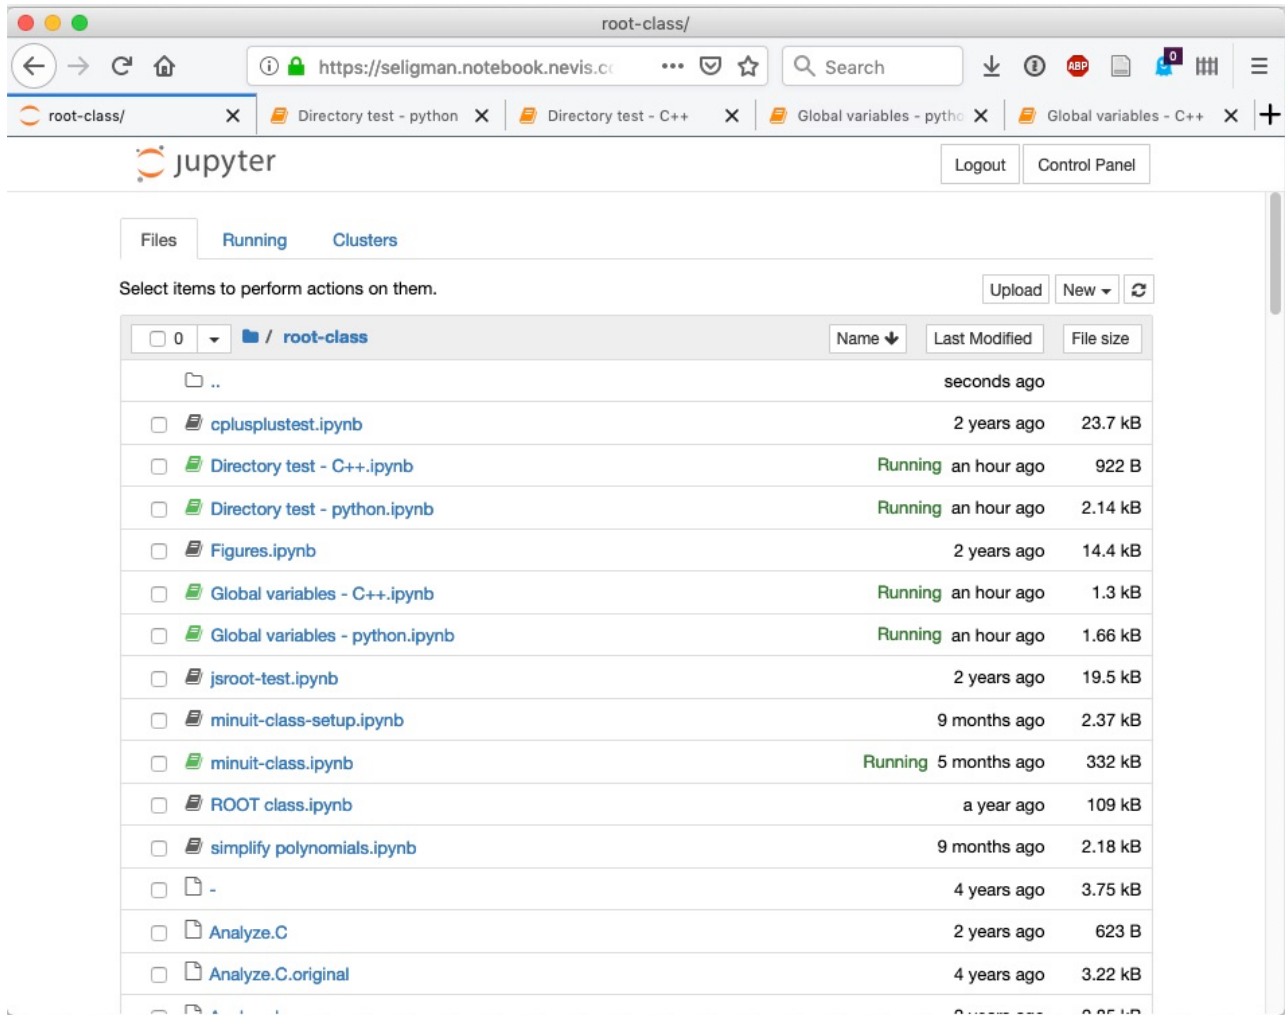 root-class/
https://seligman.notebook.nevis.cc
Search
ABP
0
root-class/
Directory test - python
Directory test - C++
Global variables - pytho
Global variables - C++
jupyter
Logout
Control Panel
Files
Running
Clusters
Select items to perform actions on them.
Upload
New
0
/ root-class
Name
Last Modified
File size
.. seconds ago
cplusplustest.ipynb 2 years ago 23.7 kB
Directory test - C++.ipynb Running an hour ago 922 B
Directory test - python.ipynb Running an hour ago 2.14 kB
Figures.ipynb 2 years ago 14.4 kB
Global variables - C++.ipynb Running an hour ago 1.3 kB
Global variables - python.ipynb Running an hour ago 1.66 kB
jsroot-test.ipynb 2 years ago 19.5 kB
minuit-class-setup.ipynb 9 months ago 2.37 kB
minuit-class.ipynb Running 5 months ago 332 kB
ROOT class.ipynb a year ago 109 kB
simplify polynomials.ipynb 9 months ago 2.18 kB
- 4 years ago 3.75 kB
Analyze.C 2 years ago 623 B
Analyze.C.original 4 years ago 3.22 kB